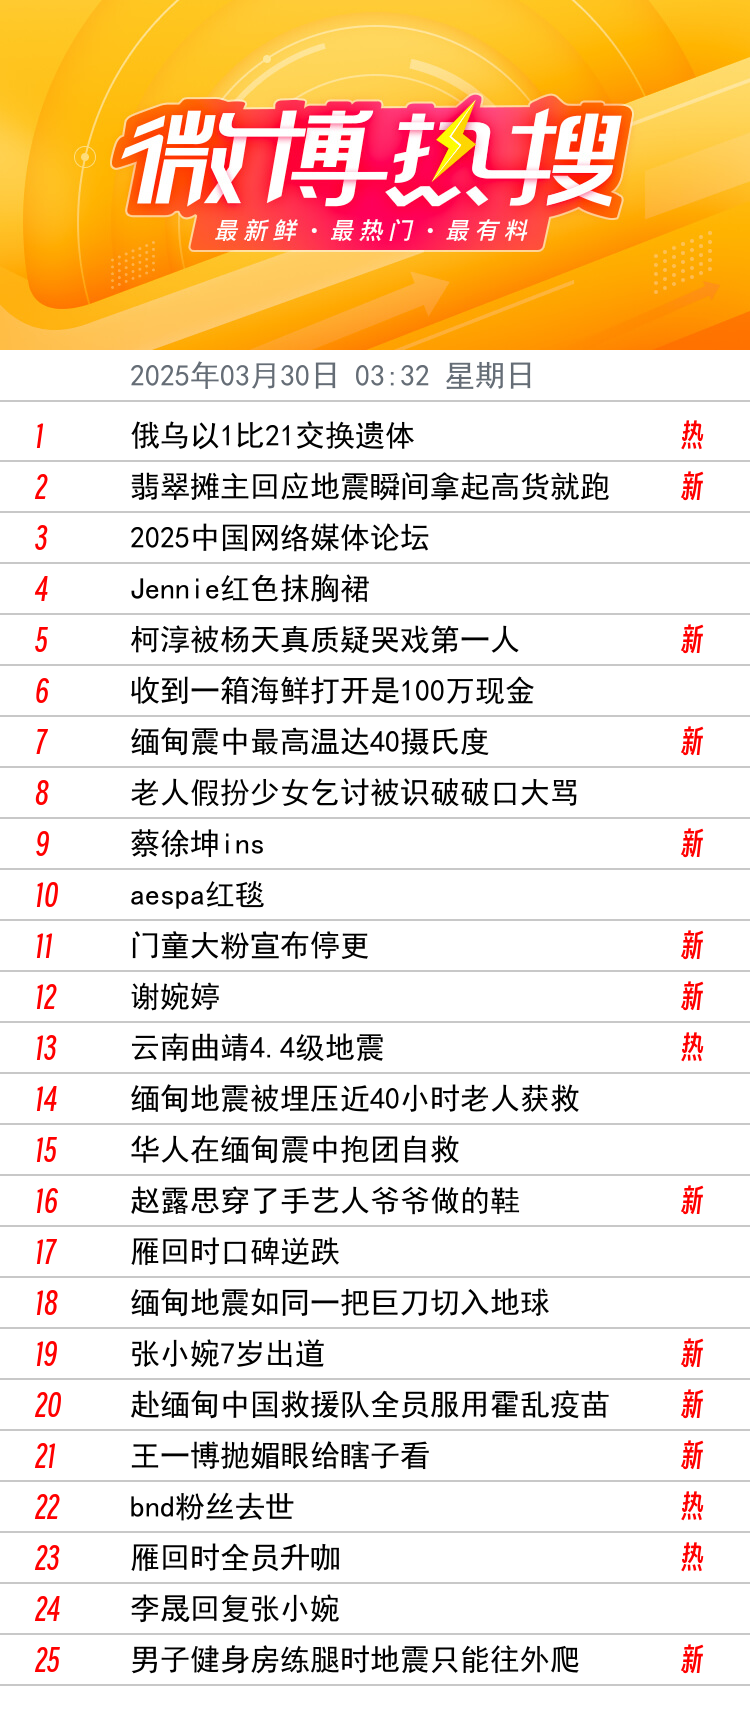 微博热搜
最新鲜·最热门·最有料
2025年03月30日 03:32 星期日
1 俄乌以1比21交换遗体 热
2 翡翠摊主回应地震瞬间拿起高货就跑 新
3 2025中国网络媒体论坛
4 Jennie红色抹胸裙
5 柯淳被杨天真质疑哭戏第一人 新
6 收到一箱海鲜打开是100万现金
7 缅甸震中最高温达40摄氏度 新
8 老人假扮少女乞讨被识破破口大骂
9 蔡徐坤ins 新
10 aespa红毯
11 门童大粉宣布停更 新
12 谢婉婷 新
13 云南曲靖4.4级地震 热
14 缅甸地震被埋压近40小时老人获救
15 华人在缅甸震中抱团自救
16 赵露思穿了手艺人爷爷做的鞋 新
17 雁回时口碑逆跌
18 缅甸地震如同一把巨刀切入地球
19 张小婉7岁出道 新
20 赴缅甸中国救援队全员服用霍乱疫苗 新
21 王一博抛媚眼给瞎子看 新
22 bnd粉丝去世 热
23 雁回时全员升咖 热
24 李晟回复张小婉
25 男子健身房练腿时地震只能往外爬 新